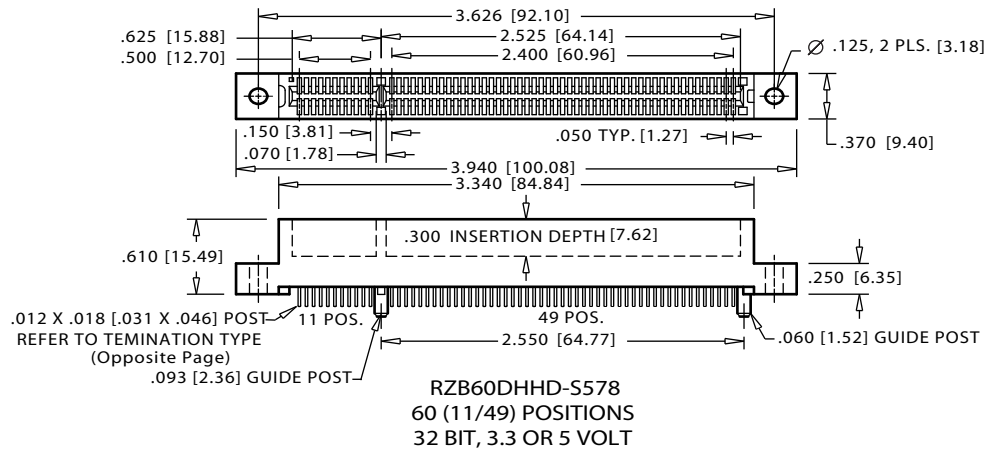 3.626 [92.10]
.625 [15.88]
2.525 [64.14]
.500 [12.70]
2.400 [60.96]
Ø .125, 2 PLS. [3.18]
.150 [3.81]
.050 TYP. [1.27]
.370 [9.40]
.070 [1.78]
3.940 [100.08]
3.340 [84.84]
.300 INSERTION DEPTH [7.62]
.610 [15.49]
.250 [6.35]
.012 X .018 [.031 X .046] POST
11 POS.
49 POS.
REFER TO TEMINATION TYPE
(Opposite Page)
2.550 [64.77]
.060 [1.52] GUIDE POST
.093 [2.36] GUIDE POST
RZB60DHHD-S578
60 (11/49) POSITIONS
32 BIT, 3.3 OR 5 VOLT